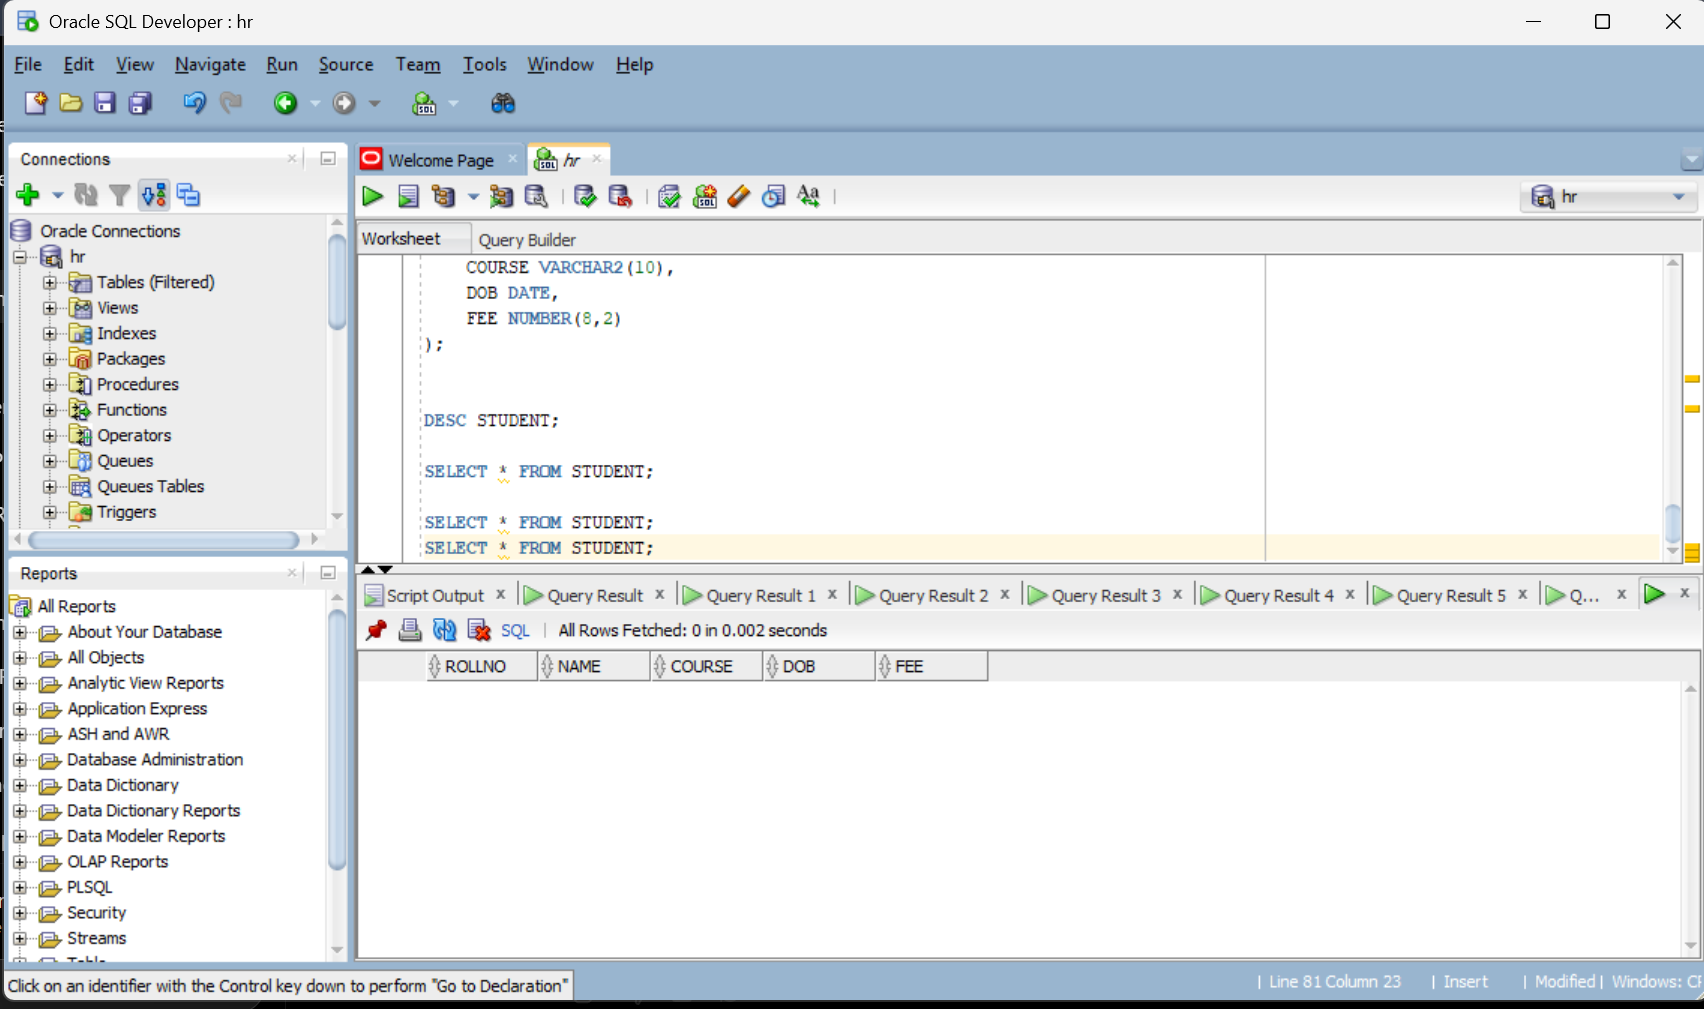 Oracle SQL Developer : hr
File Edit View Navigate Run Source Team Tools Window Help
Connections
Oracle Connections
hr
Tables (Filtered)
Views
Indexes
Packages
Procedures
Functions
Operators
Queues
Queues Tables
Triggers
Reports
All Reports
About Your Database
All Objects
Analytic View Reports
Application Express
ASH and AWR
Database Administration
Data Dictionary
Data Dictionary Reports
Data Modeler Reports
OLAP Reports
PLSQL
Security
Streams
Welcome Page hr
hr
Worksheet Query Builder
COURSE VARCHAR2(10),
DOB DATE,
FEE NUMBER(8,2)
);
DESC STUDENT;
SELECT * FROM STUDENT;
SELECT * FROM STUDENT;
SELECT * FROM STUDENT;
Script Output Query Result Query Result 1 Query Result 2 Query Result 3 Query Result 4 Query Result 5 Q...
SQL | All Rows Fetched: 0 in 0.002 seconds
ROLLNO NAME COURSE DOB FEE
Click on an identifier with the Control key down to perform "Go to Declaration"
| Line 81 Column 23 | Insert | Modified | Windows: